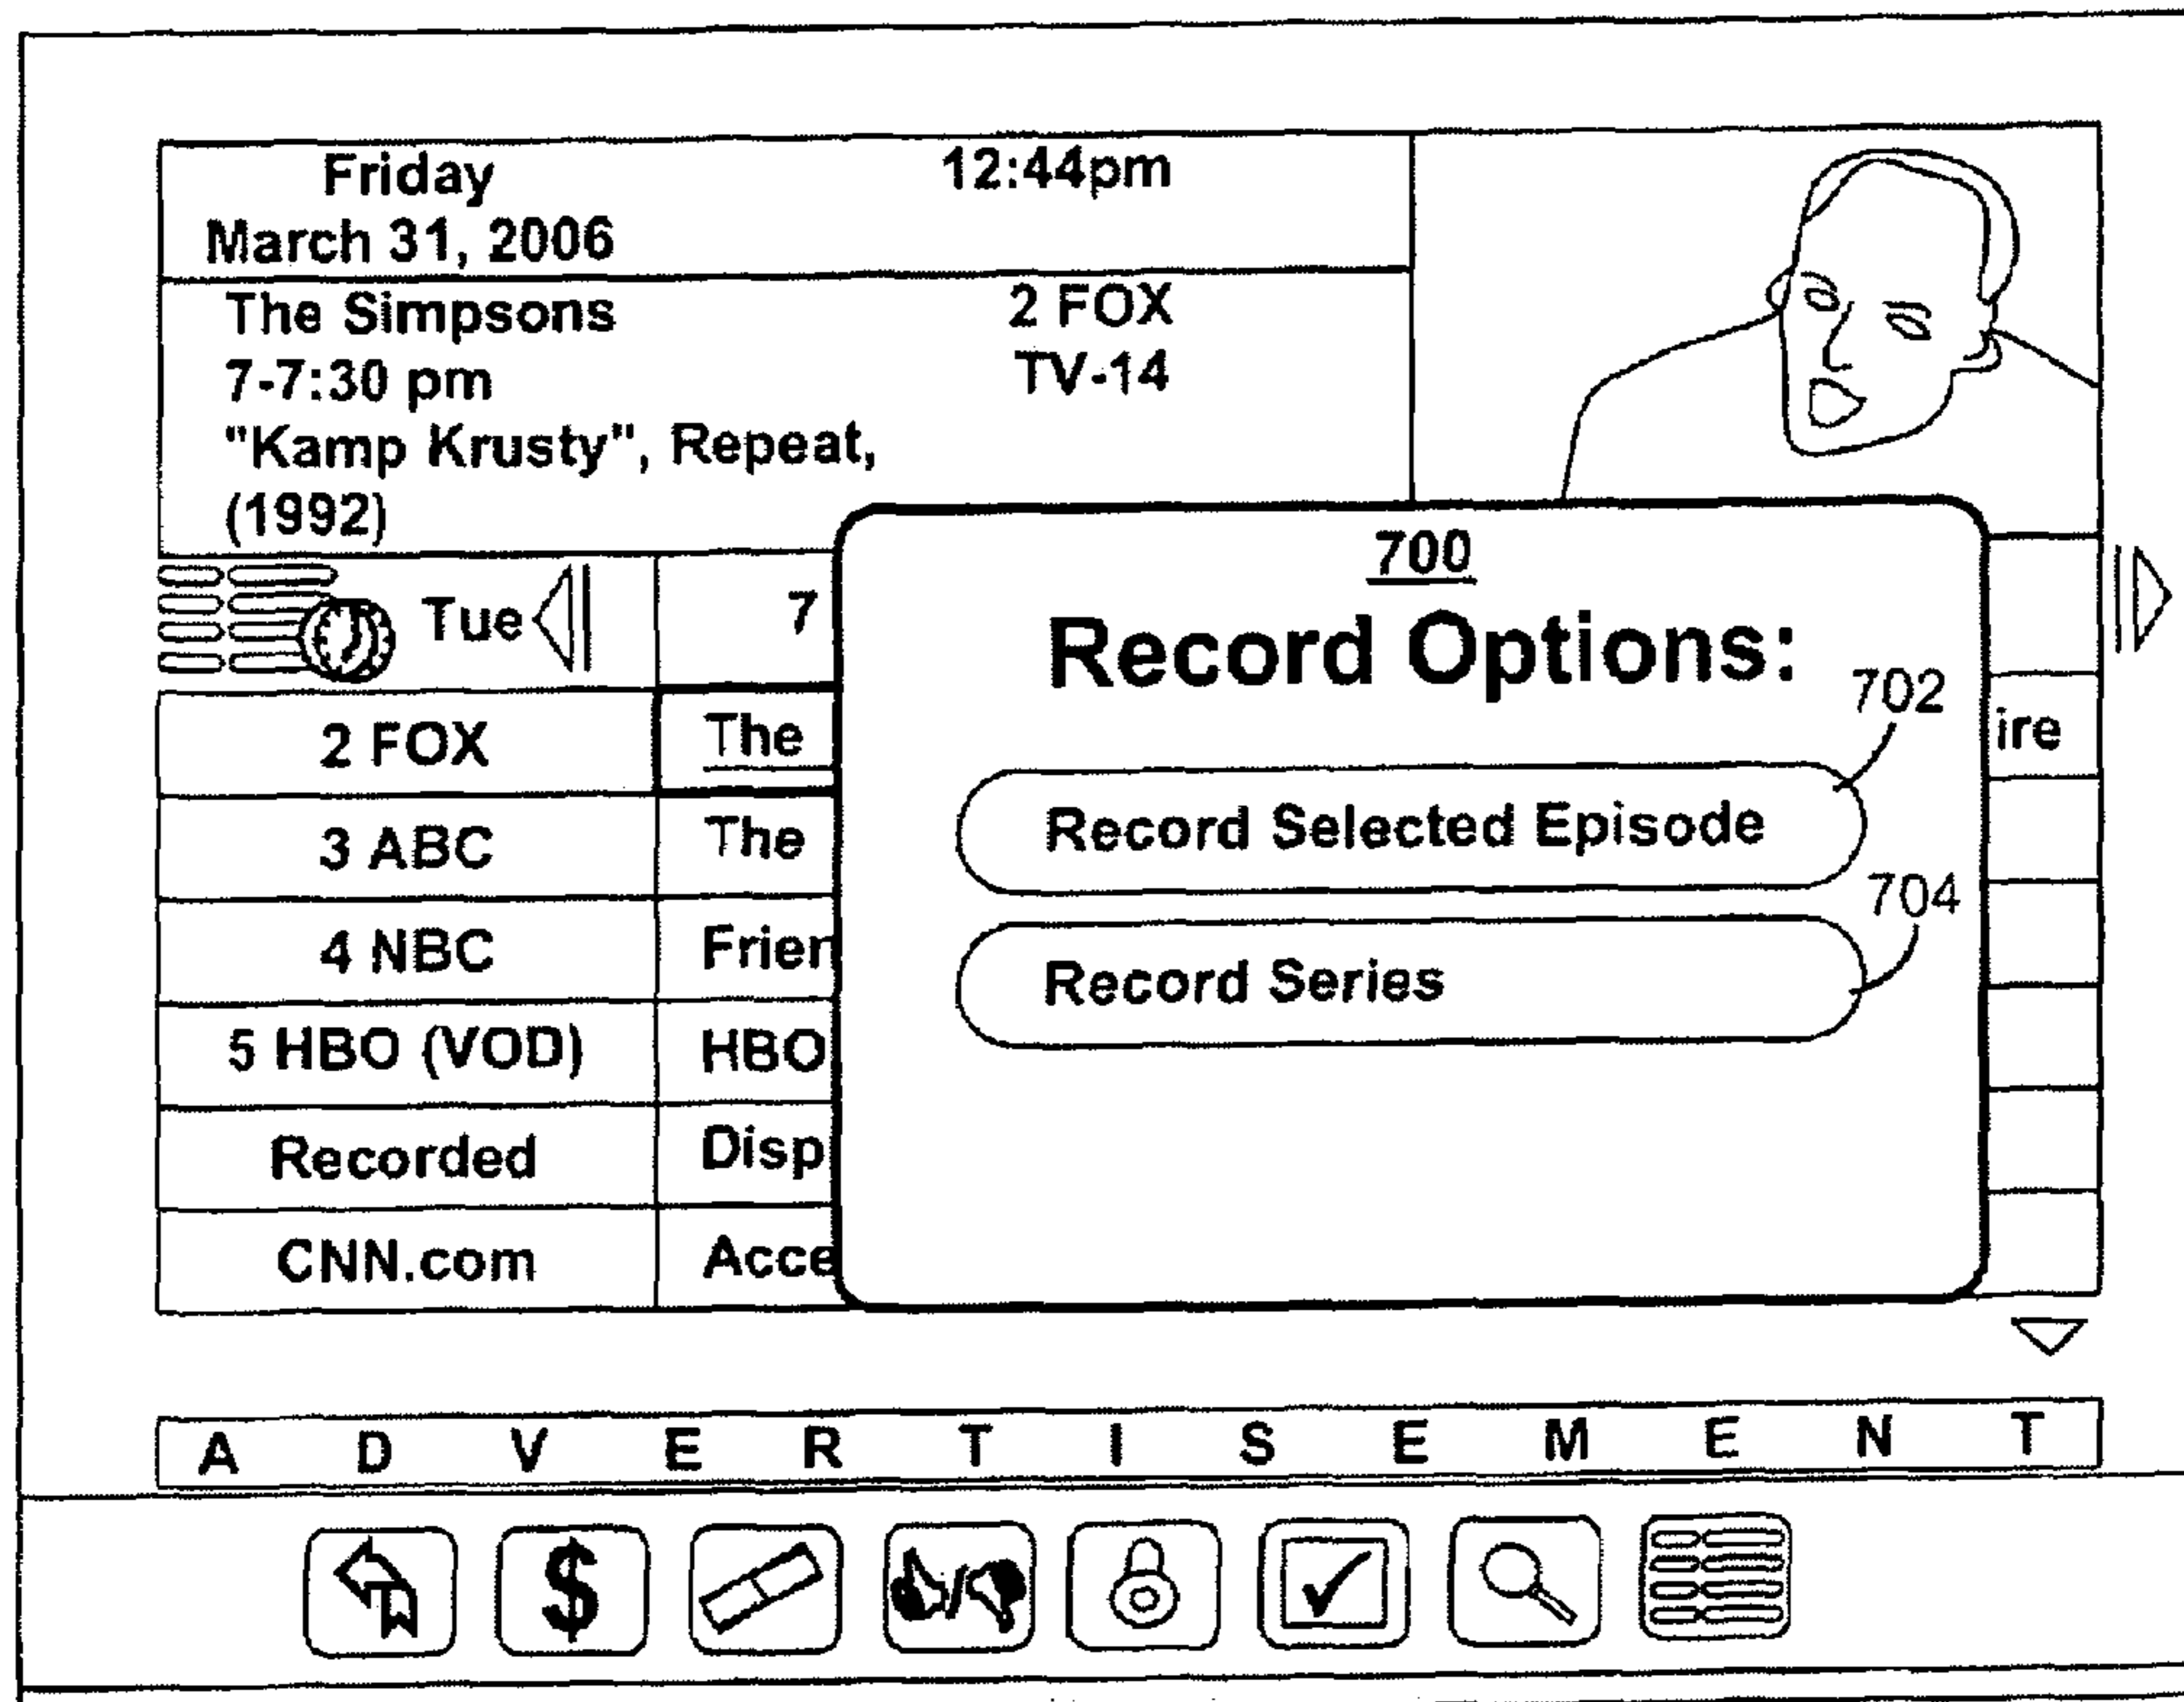 Friday 12:44pm
March 31, 2006
The Simpsons 2 FOX
7-7:30 pm TV-14
"Kamp Krusty", Repeat,
(1992)
700
Tue 7
Record Options:
702
2 FOX The ire
Record Selected Episode
3 ABC The
704
4 NBC Frien
Record Series
5 HBO (VOD) HBO
Recorded Disp
CNN.com Acce
A D V E R T I S E M E N T
$